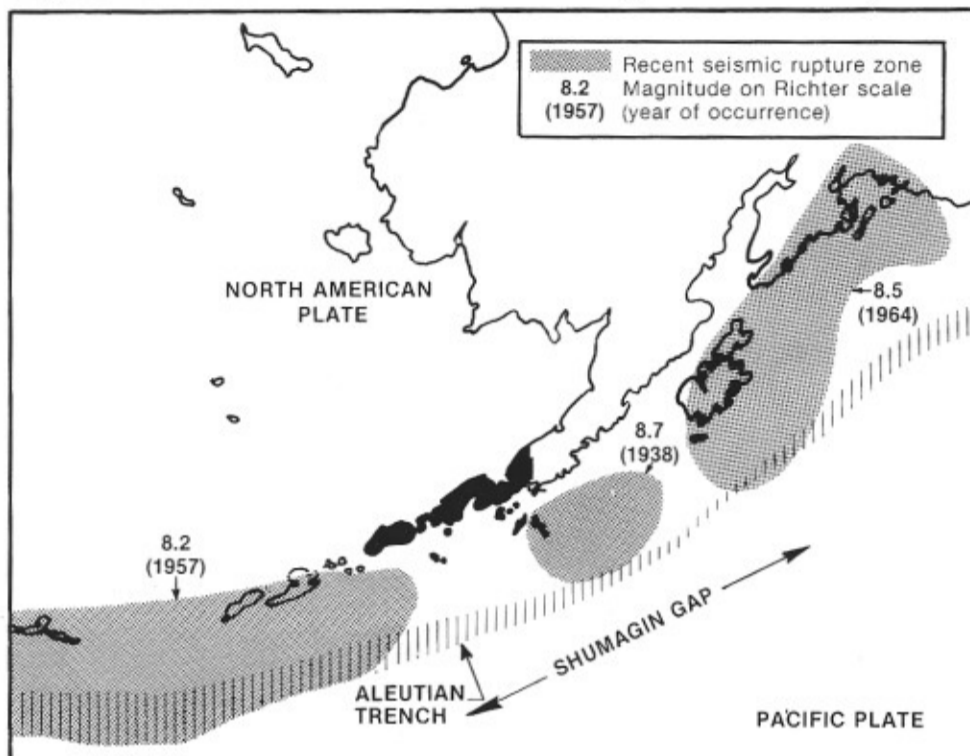 Recent seismic rupture zone
8.2 Magnitude on Richter scale
(1957) (year of occurrence)
NORTH AMERICAN
PLATE
8.5
(1964)
8.7
(1938)
8.2
(1957)
SHUMAGIN GAP
ALEUTIAN
TRENCH
PACIFIC PLATE